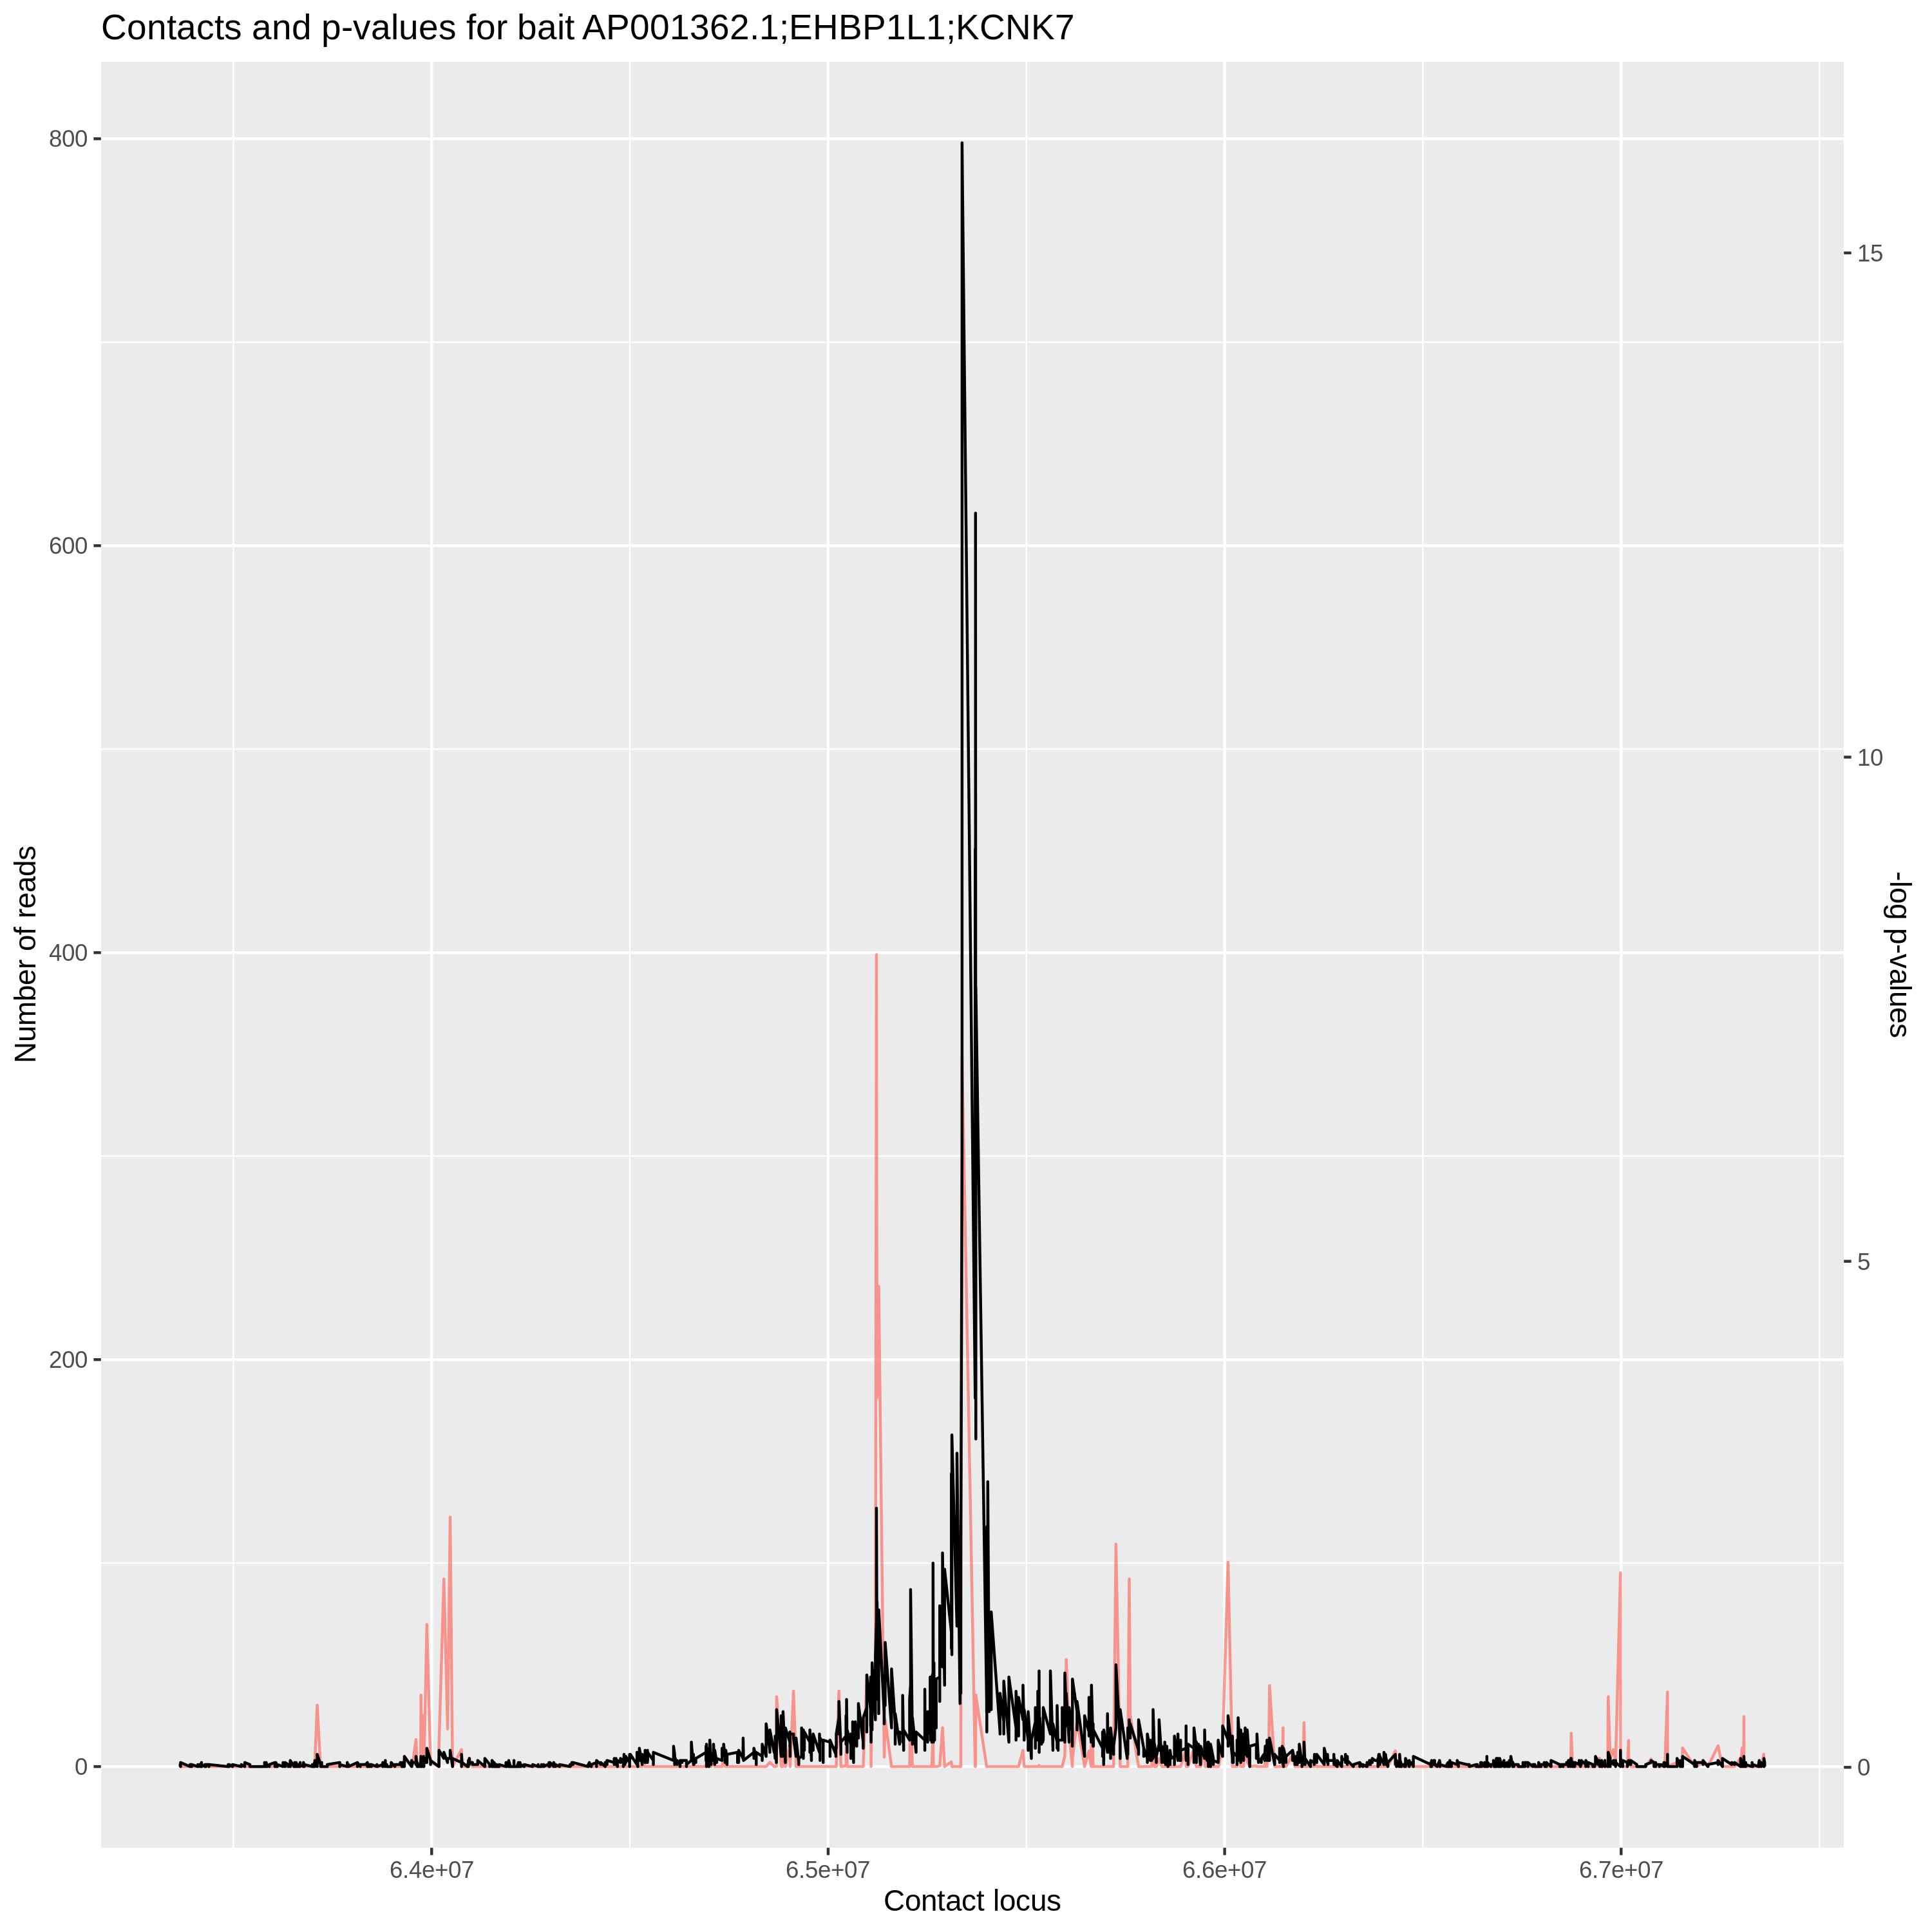 Contacts and p-values for bait AP001362.1;EHBP1L1;KCNK7
800
600
400
200
0
Number of reads
15
10
5
0
-log p-values
6.4e+07 6.5e+07 6.6e+07 6.7e+07
Contact locus